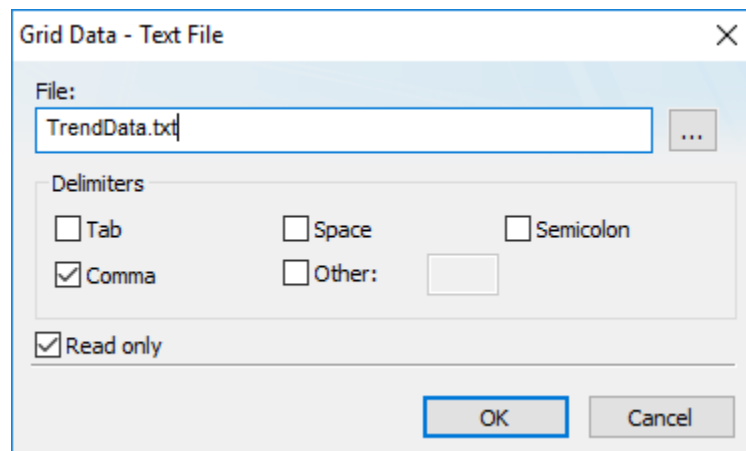 Grid Data - Text File
File:
TrendData.txt
...
Delimiters
Tab Space Semicolon
Comma Other:
Read only
OK Cancel